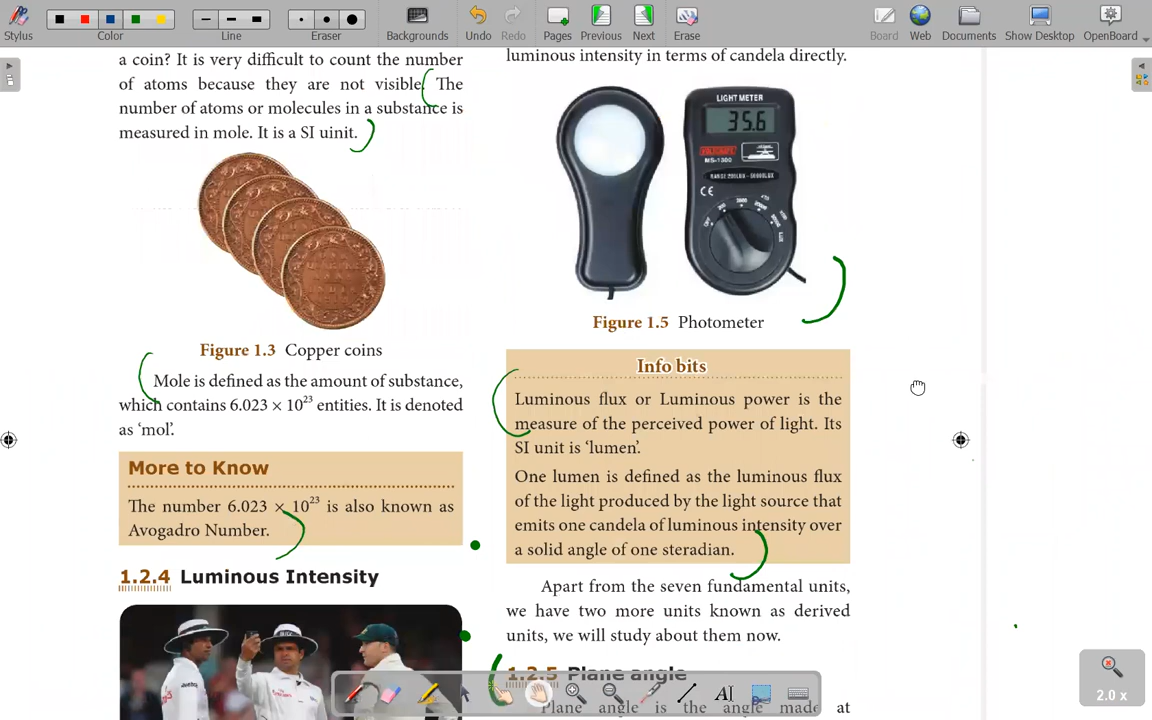 Stylus
Color
Line
Eraser
Backgrounds
Undo
Redo
Pages
Previous
Next
Erase
Board
Web
Documents
Show Desktop
OpenBoard
a coin? It is very difficult to count the number
of atoms because they are not visible. The
number of atoms or molecules in a substance is
measured in mole. It is a SI uinit.
Figure 1.3 Copper coins
Mole is defined as the amount of substance,
which contains 6.023 × 10²³ entities. It is denoted
as ‘mol’.
More to Know
The number 6.023 × 10²³ is also known as
Avogadro Number.
1.2.4 Luminous Intensity
luminous intensity in terms of candela directly.
LIGHT METER
35.6
MS-1300
CE
Figure 1.5 Photometer
Info bits
Luminous flux or Luminous power is the
measure of the perceived power of light. Its
SI unit is ‘lumen’.
One lumen is defined as the luminous flux
of the light produced by the light source that
emits one candela of luminous intensity over
a solid angle of one steradian.
Apart from the seven fundamental units,
we have two more units known as derived
units, we will study about them now.
1.2.5 Plane angle
Plane angle is the angle made at
2.0 x